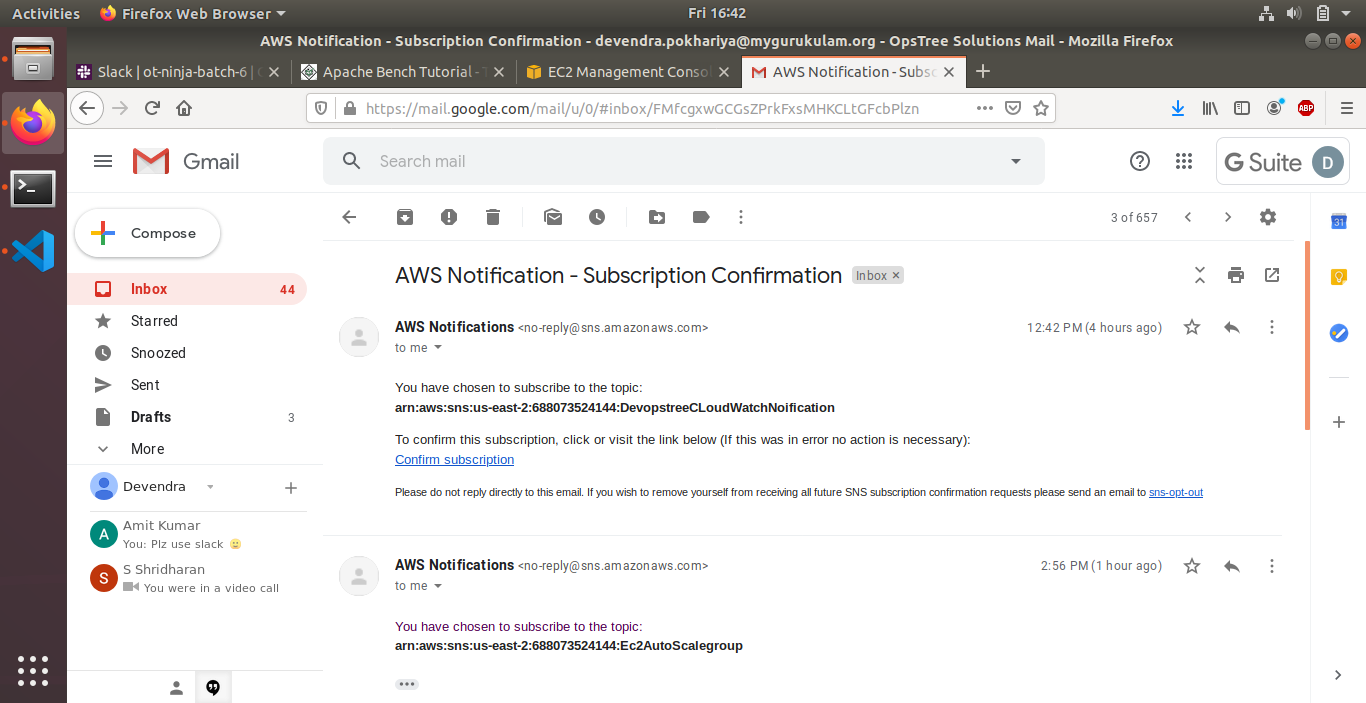 Activities
Firefox Web Browser
Fri 16:42
AWS Notification - Subscription Confirmation - devendra.pokhariya@mygurukulam.org - OpsTree Solutions Mail - Mozilla Firefox
Slack | ot-ninja-batch-6 |
Apache Bench Tutorial -
EC2 Management Consol
AWS Notification - Subsc
https://mail.google.com/mail/u/0/#inbox/FMfcgxwGCGsZPrkFxsMHKCLtGFcbPlzn
ABP
Gmail
Search mail
G Suite
D
Compose
3 of 657
31
Inbox 44
Starred
Snoozed
Sent
Drafts 3
More
Devendra
A
Amit Kumar
You: Plz use slack
S
S Shridharan
You were in a video call
AWS Notification - Subscription Confirmation
Inbox
AWS Notifications <no-reply@sns.amazonaws.com>
12:42 PM (4 hours ago)
to me
You have chosen to subscribe to the topic:
arn:aws:sns:us-east-2:688073524144:DevopstreeCLoudWatchNoification
To confirm this subscription, click or visit the link below (If this was in error no action is necessary):
Confirm subscription
Please do not reply directly to this email. If you wish to remove yourself from receiving all future SNS subscription confirmation requests please send an email to sns-opt-out
AWS Notifications <no-reply@sns.amazonaws.com>
2:56 PM (1 hour ago)
to me
You have chosen to subscribe to the topic:
arn:aws:sns:us-east-2:688073524144:Ec2AutoScalegroup